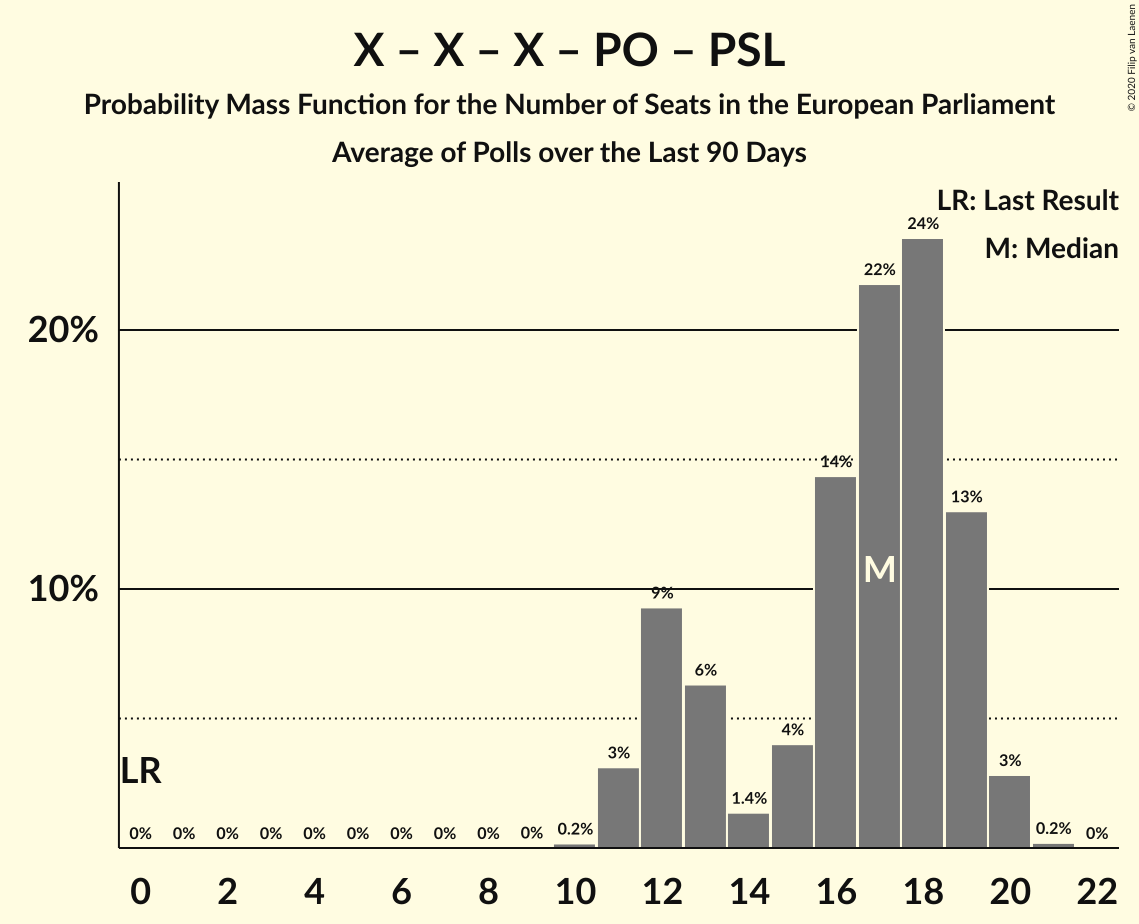 X – X – X – PO – PSL
Probability Mass Function for the Number of Seats in the European Parliament
Average of Polls over the Last 90 Days
© 2020 Filip van Laenen
LR: Last Result
M: Median
24%
22%
20%
14%
13%
M
10%
9%
6%
4%
3%
3%
LR
1.4%
0% 0% 0% 0% 0% 0% 0% 0% 0% 0% 0.2% 0.2% 0%
0 2 4 6 8 10 12 14 16 18 20 22